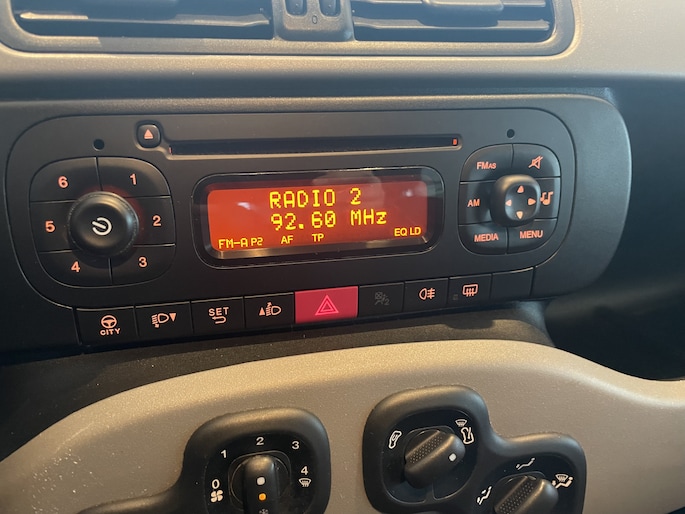 6 1
5 2
4 3
RADIO 2
92.60 MHz
FM-A P2 AF TP EQ LD
FMAS
AM
MEDIA MENU
CITY
SET
0 1 2 3 4